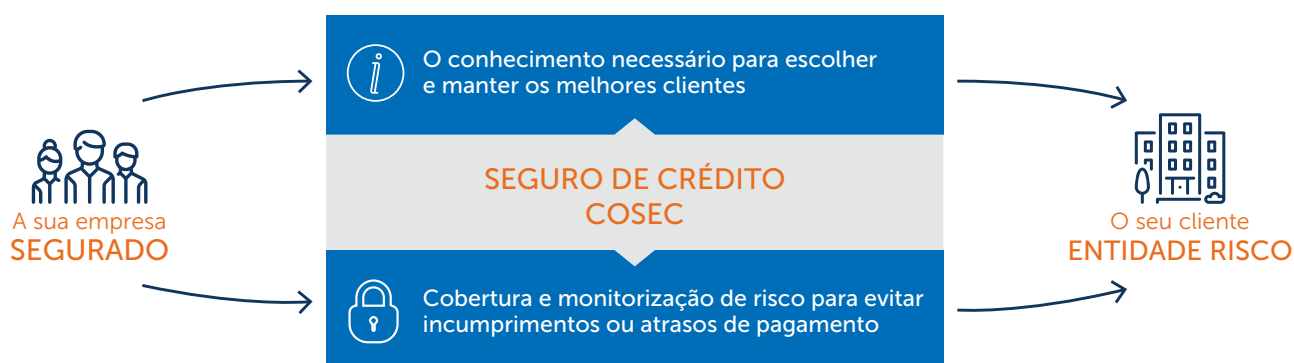 O conhecimento necessário para escolher
e manter os melhores clientes
A sua empresa
SEGURADO
SEGURO DE CRÉDITO
COSEC
O seu cliente
ENTIDADE RISCO
Cobertura e monitorização de risco para evitar
incumprimentos ou atrasos de pagamento